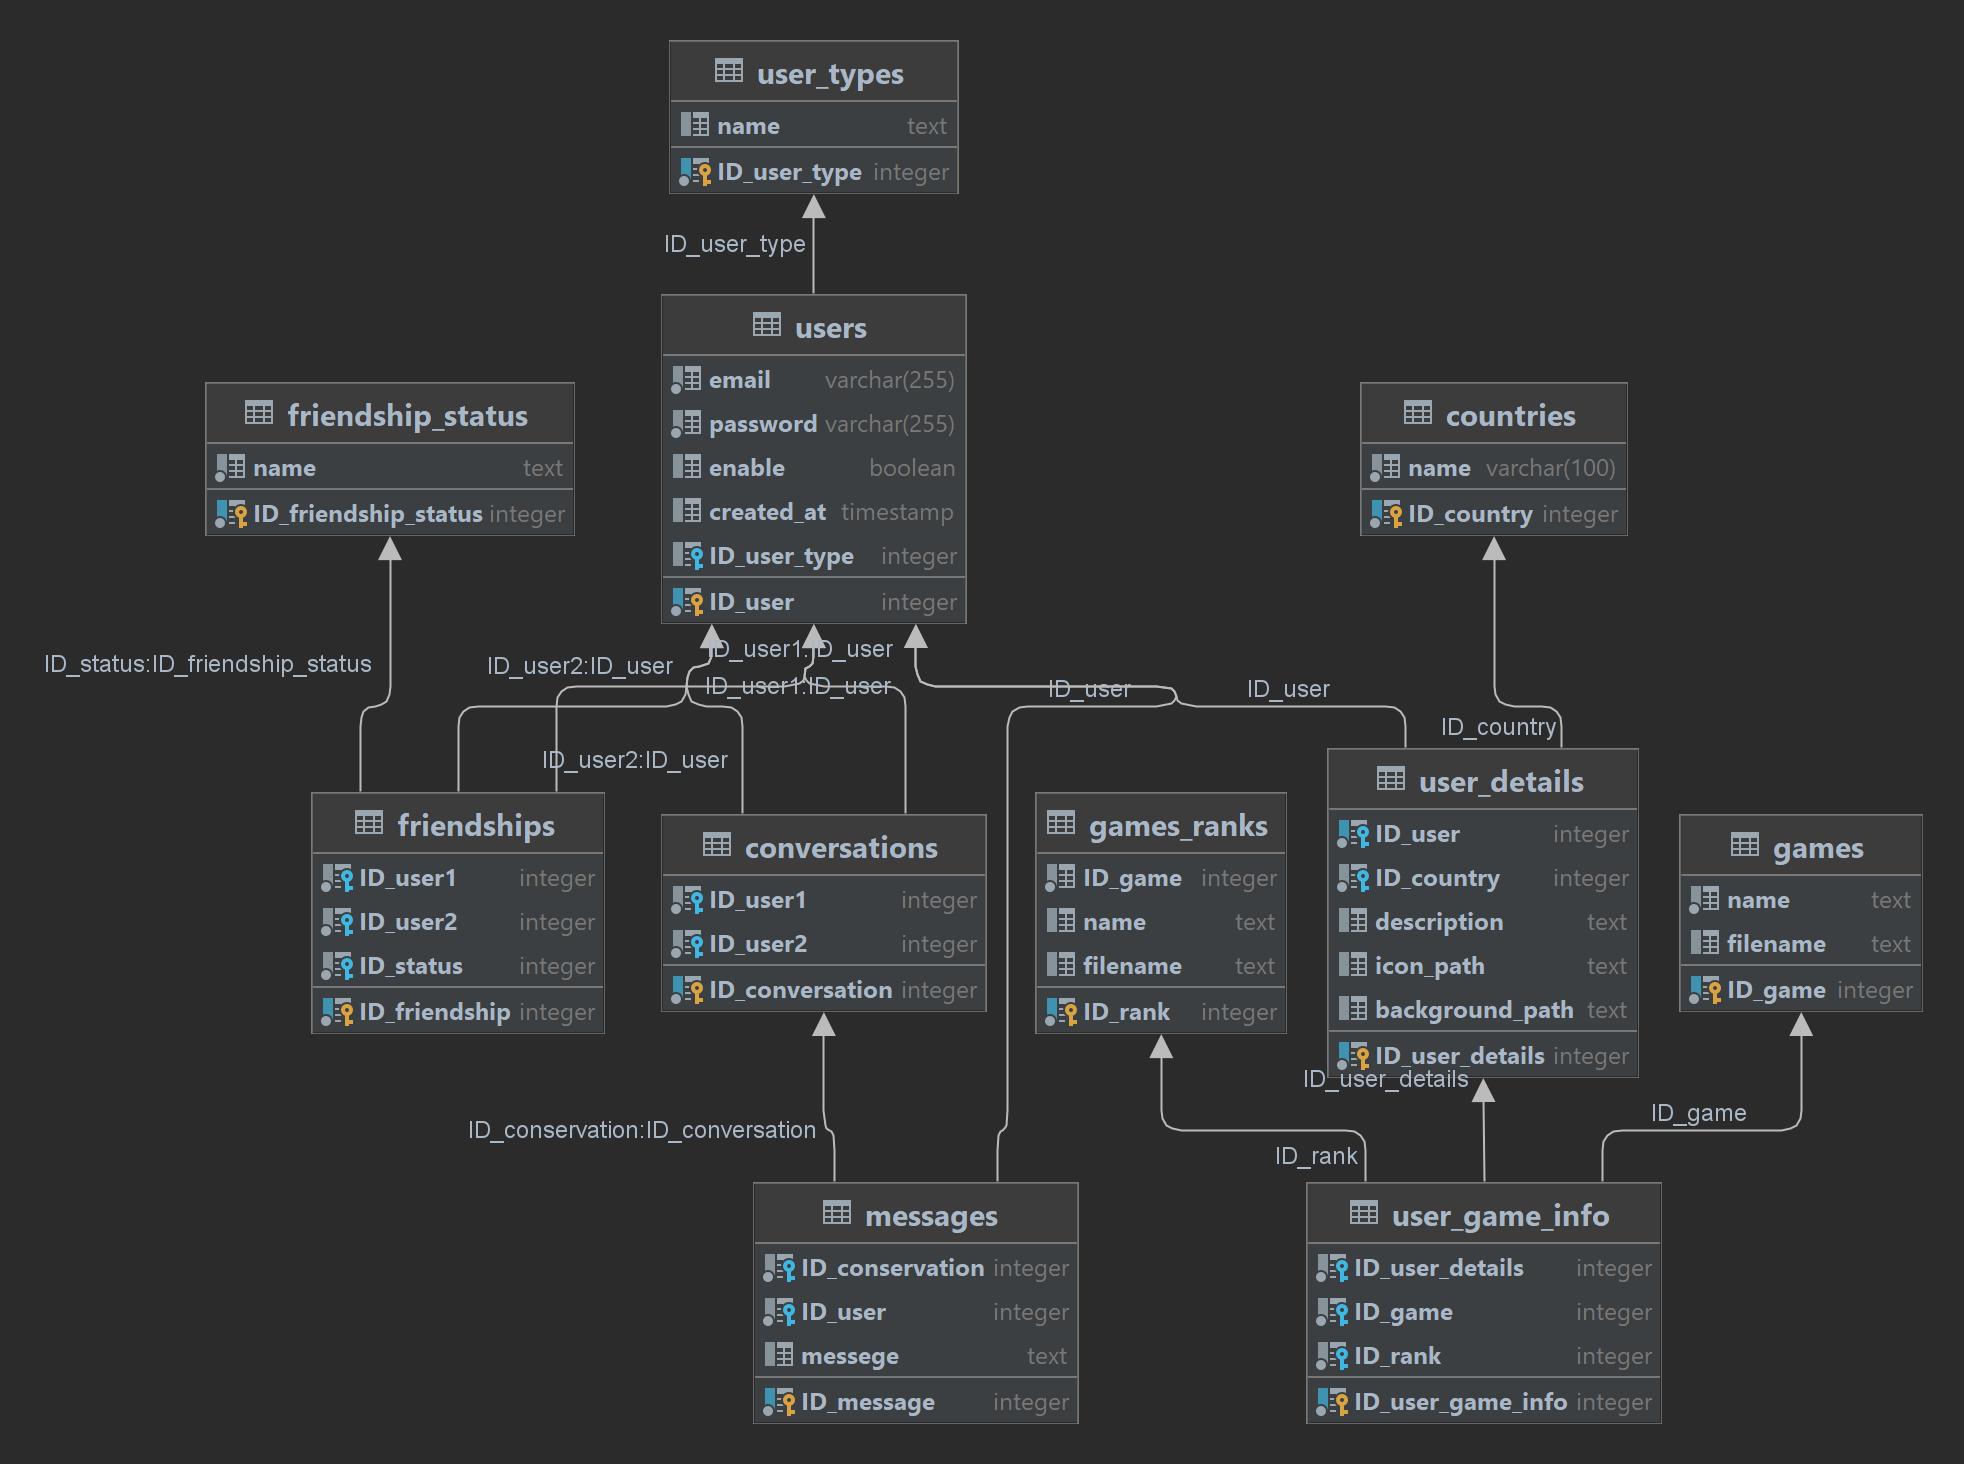 user_types
name text
ID_user_type integer
ID_user_type
users
email varchar(255)
password varchar(255)
enable boolean
created_at timestamp
ID_user_type integer
ID_user integer
friendship_status
name text
ID_friendship_status integer
countries
name varchar(100)
ID_country integer
ID_status:ID_friendship_status
ID_user2:ID_user
ID_user1:ID_user
ID_user1:ID_user
ID_user
ID_user
ID_country
ID_user2:ID_user
friendships
ID_user1 integer
ID_user2 integer
ID_status integer
ID_friendship integer
conversations
ID_user1 integer
ID_user2 integer
ID_conversation integer
games_ranks
ID_game integer
name text
filename text
ID_rank integer
user_details
ID_user integer
ID_country integer
description text
icon_path text
background_path text
ID_user_details integer
games
name text
filename text
ID_game integer
ID_user_details
ID_game
ID_conservation:ID_conversation
ID_rank
messages
ID_conservation integer
ID_user integer
messege text
ID_message integer
user_game_info
ID_user_details integer
ID_game integer
ID_rank integer
ID_user_game_info integer